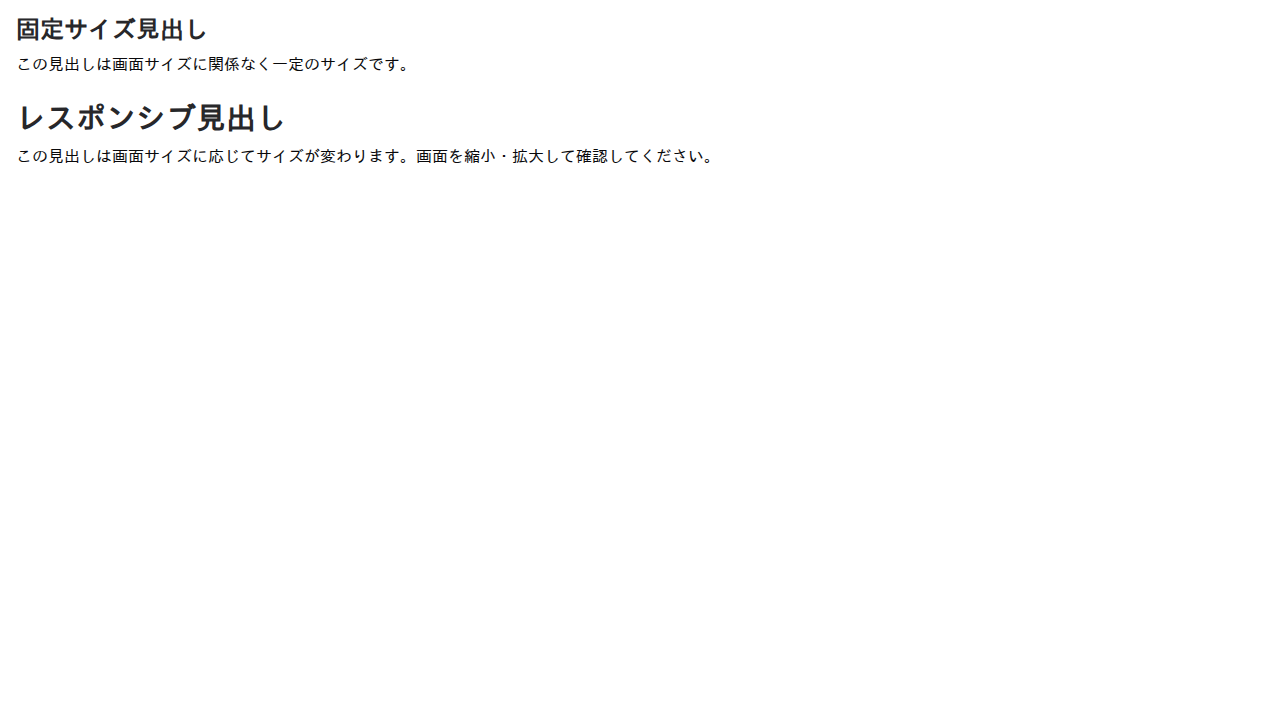 固定サイズ見出し
この見出しは画面サイズに関係なく一定のサイズです。
レスポンシブ見出し
この見出しは画面サイズに応じてサイズが変わります。画面を縮小・拡大して確認してください。